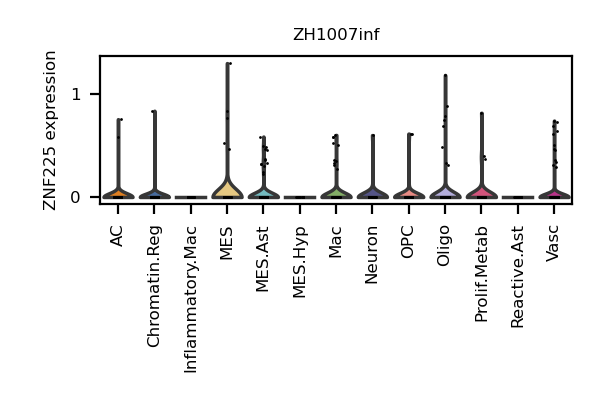 ZH1007inf
ZNF225 expression
1
0
AC
Chromatin.Reg
Inflammatory.Mac
MES
MES.Ast
MES.Hyp
Mac
Neuron
OPC
Oligo
Prolif.Metab
Reactive.Ast
Vasc